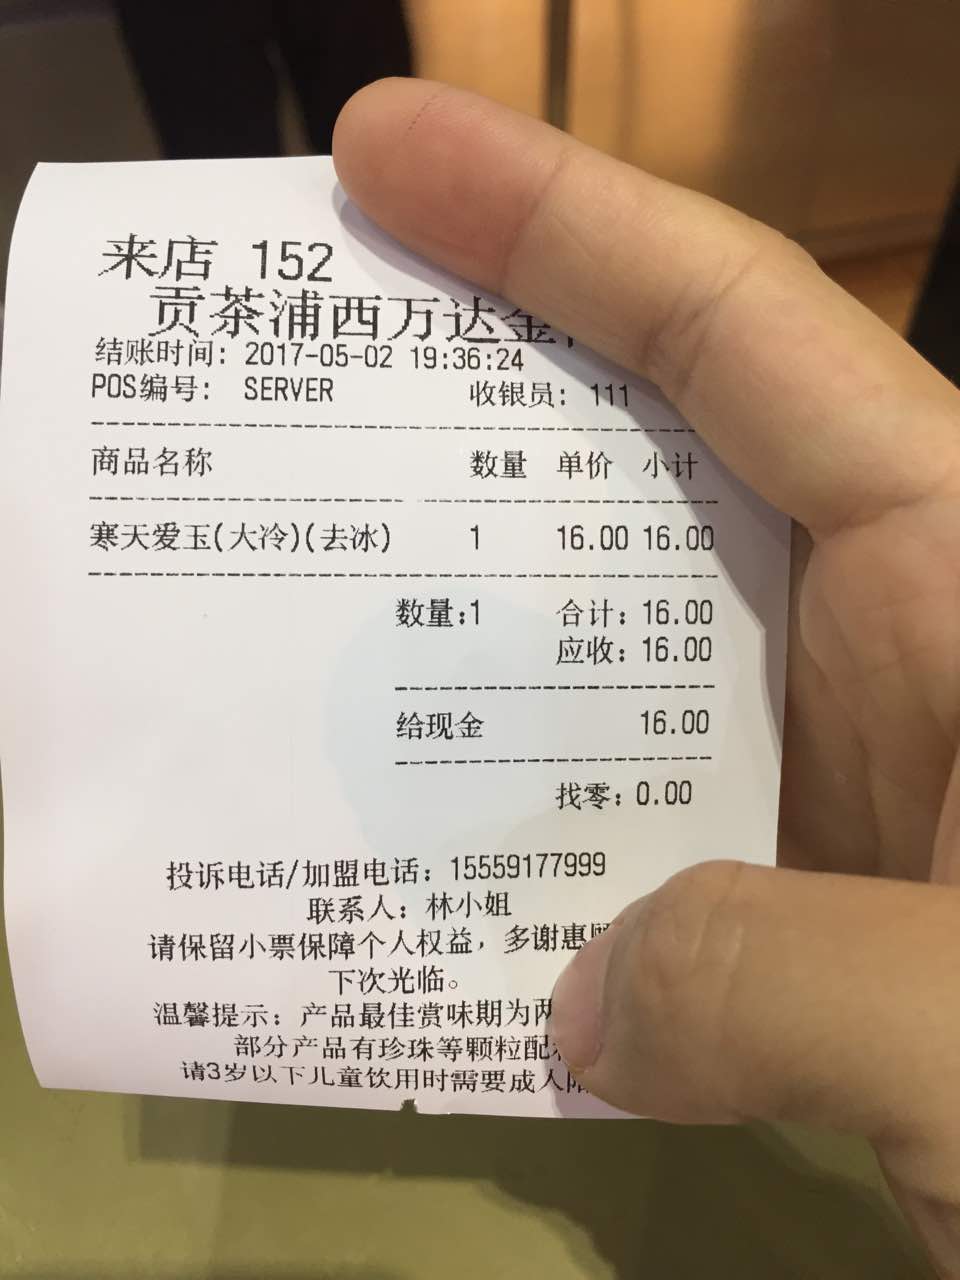 来店 152
贡茶浦西万达金
结账时间: 2017-05-02 19:36:24
POS编号: SERVER 收银员: 111
商品名称 数量 单价 小计
寒天爱玉(大冷)(去冰) 1 16.00 16.00
数量:1 合计: 16.00
应收: 16.00
给现金 16.00
找零: 0.00
投诉电话/加盟电话: 15559177999
联系人: 林小姐
请保留小票保障个人权益，多谢惠
下次光临。
温馨提示: 产品最佳赏味期为两
部分产品有珍珠等颗粒配
请3岁以下儿童饮用时需要成人